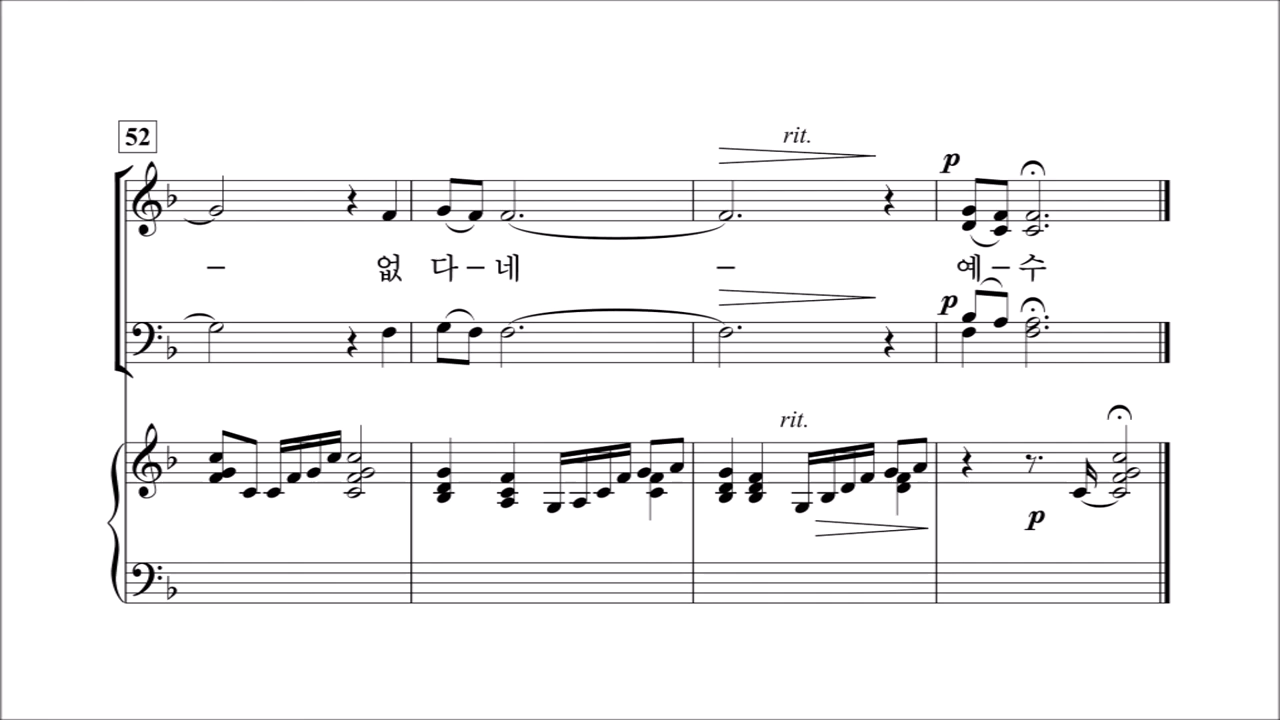 52
rit.
p
– 없 다 – 네 – 예 – 수
p
rit.
p